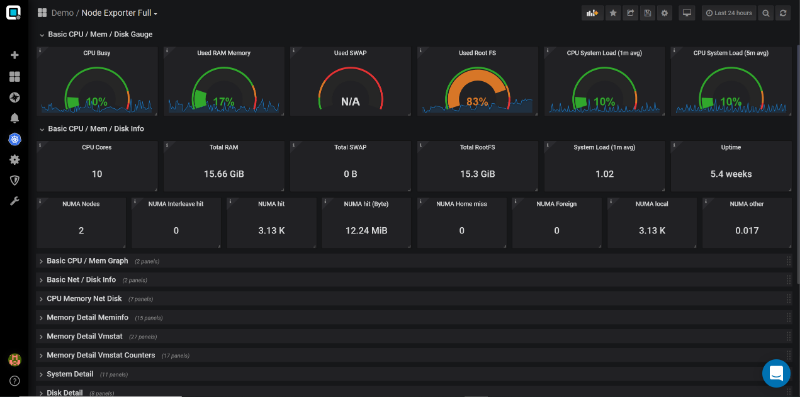 Demo / Node Exporter Full
Last 24 hours
Basic CPU / Mem / Disk Gauge
CPU Busy
Used RAM Memory
Used SWAP
Used Root FS
CPU System Load (1m avg)
CPU System Load (5m avg)
10%
17%
N/A
83%
10%
10%
Basic CPU / Mem / Disk Info
CPU Cores
Total RAM
Total SWAP
Total RootFS
System Load (1m avg)
Uptime
10
15.66 GiB
0 B
15.3 GiB
1.02
5.4 weeks
NUMA Nodes
NUMA Interleave hit
NUMA hit
NUMA hit (Byte)
NUMA Home miss
NUMA Foreign
NUMA local
NUMA other
2
0
3.13 K
12.24 MiB
0
0
3.13 K
0.017
Basic CPU / Mem Graph (2 panels)
Basic Net / Disk Info (2 panels)
CPU Memory Net Disk (7 panels)
Memory Detail Meminfo (15 panels)
Memory Detail Vmstat (27 panels)
Memory Detail Vmstat Counters (17 panels)
System Detail (11 panels)
Disk Detail (8 panels)